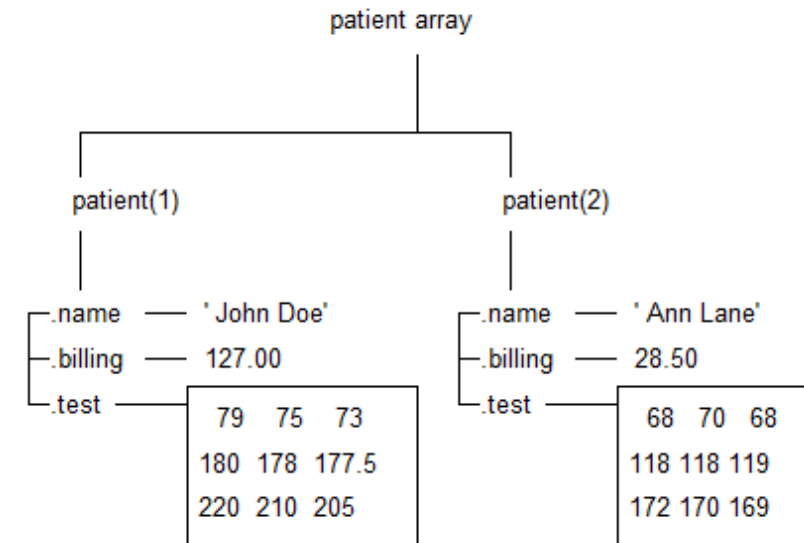 patient array
patient(1)
.name ' John Doe'
.billing 127.00
.test
79 75 73
180 178 177.5
220 210 205
patient(2)
.name ' Ann Lane'
.billing 28.50
.test
68 70 68
118 118 119
172 170 169